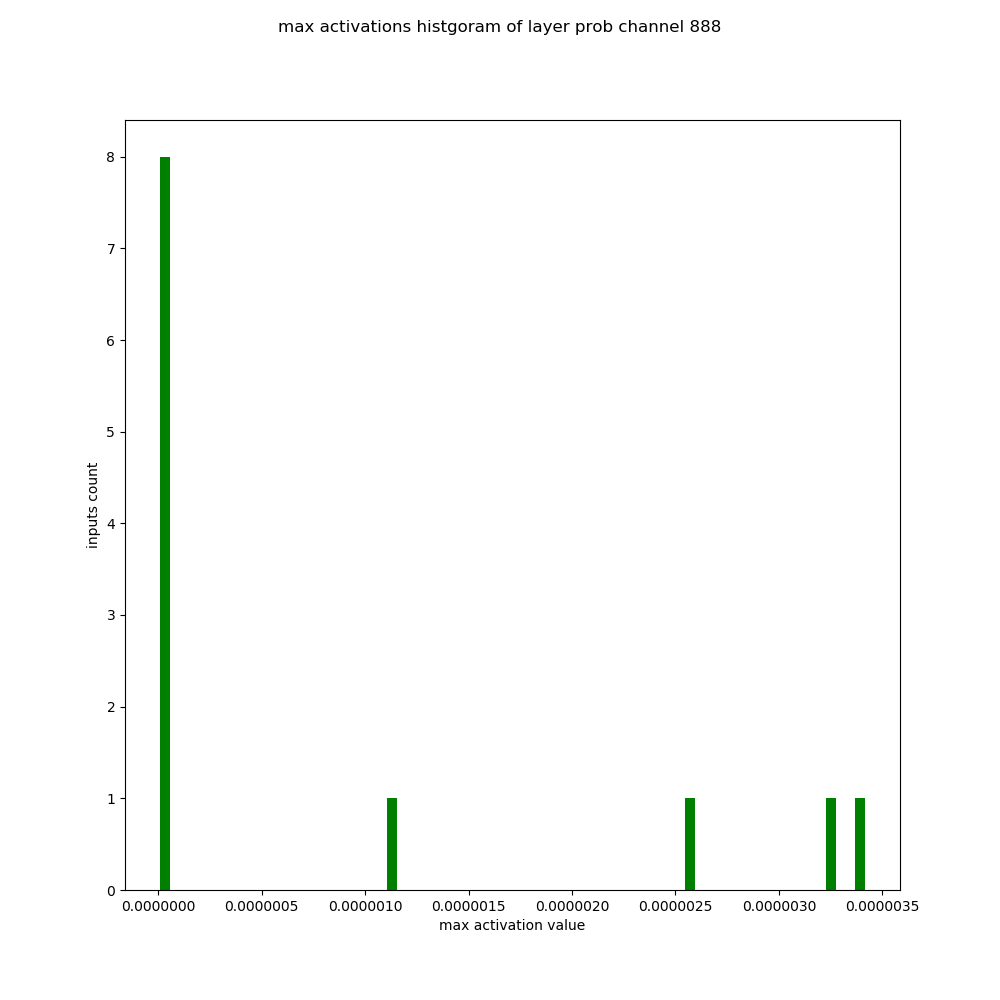 max activations histgoram of layer prob channel 888
8
7
6
5
4
3
2
1
0
inputs count
0.0000000 0.0000005 0.0000010 0.0000015 0.0000020 0.0000025 0.0000030 0.0000035
max activation value